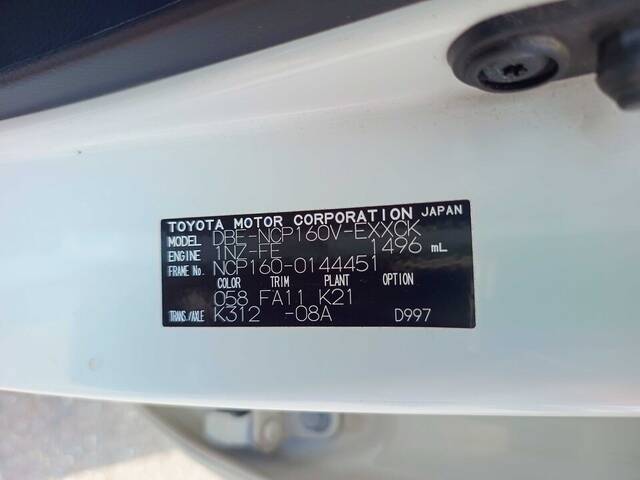 TOYOTA MOTOR CORPORATION JAPAN
MODEL DBE-NCP160V-EXXCK
ENGINE 1NZ-FE 1496 mL
FRAME No. NCP160-0144451
COLOR TRIM PLANT OPTION
058 FA11 K21
TRANS./AXLE K312 -08A D997